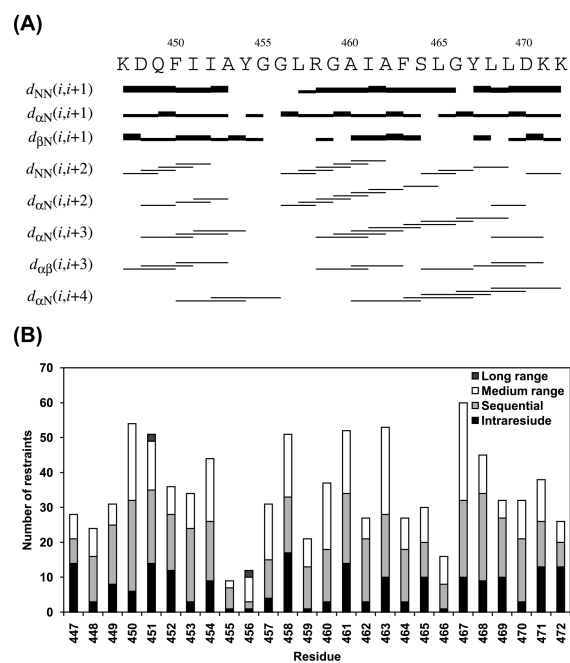 (A)
450 455 460 465 470
K D Q F I I A Y G G L R G A I A F S L G Y L L D K K
dNN(i,i+1)
dαN(i,i+1)
dβN(i,i+1)
dNN(i,i+2)
dαN(i,i+2)
dαN(i,i+3)
dαβ(i,i+3)
dαN(i,i+4)
(B)
70
60
50
40
30
20
10
0
Number of restraints
Long range
Medium range
Sequential
Intraresiude
447 448 449 450 451 452 453 454 455 456 457 458 459 460 461 462 463 464 465 466 467 468 469 470 471 472
Residue